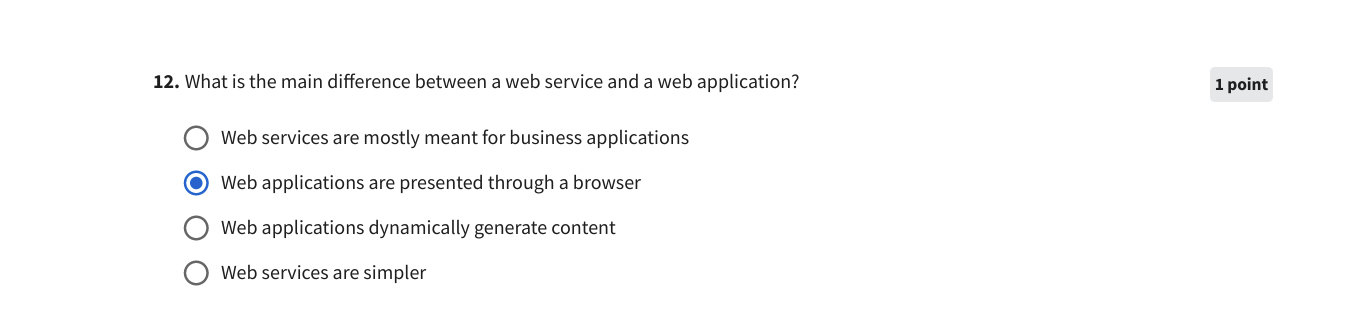 12. What is the main difference between a web service and a web application?
1 point
Web services are mostly meant for business applications
Web applications are presented through a browser
Web applications dynamically generate content
Web services are simpler